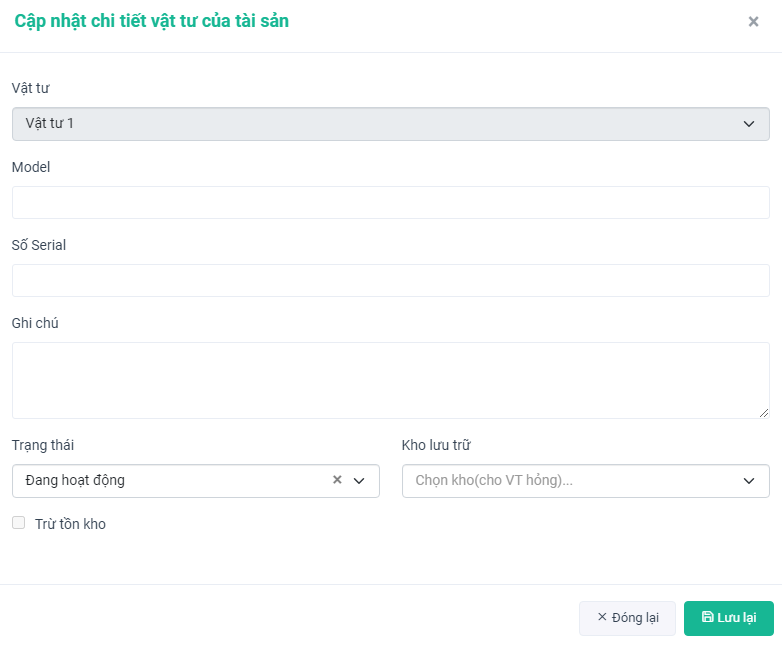 Cập nhật chi tiết vật tư của tài sản
Vật tư
Vật tư 1
Model
Số Serial
Ghi chú
Trạng thái
Kho lưu trữ
Đang hoạt động
Chọn kho(cho VT hỏng)...
Trừ tồn kho
Đóng lại
Lưu lại